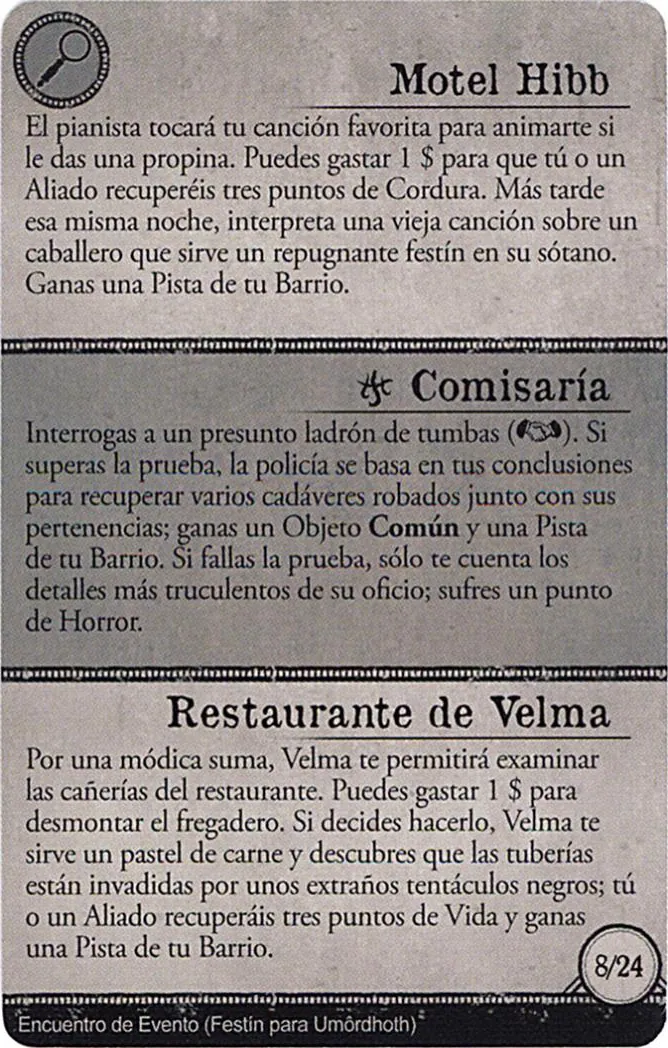 Motel Hibb
El pianista tocará tu canción favorita para animarte si
le das una propina. Puedes gastar 1 $ para que tú o un
Aliado recuperéis tres puntos de Cordura. Más tarde
esa misma noche, interpreta una vieja canción sobre un
caballero que sirve un repugnante festín en su sótano.
Ganas una Pista de tu Barrio.
Comisaría
Interrogas a un presunto ladrón de tumbas ( ). Si
superas la prueba, la policía se basa en tus conclusiones
para recuperar varios cadáveres robados junto con sus
pertenencias; ganas un Objeto Común y una Pista
de tu Barrio. Si fallas la prueba, sólo te cuenta los
detalles más truculentos de su oficio; sufres un punto
de Horror.
Restaurante de Velma
Por una módica suma, Velma te permitirá examinar
las cañerías del restaurante. Puedes gastar 1 $ para
desmontar el fregadero. Si decides hacerlo, Velma te
sirve un pastel de carne y descubres que las tuberías
están invadidas por unos extraños tentáculos negros; tú
o un Aliado recuperáis tres puntos de Vida y ganas
una Pista de tu Barrio.
8/24
Encuentro de Evento (Festín para Umôrdhoth)